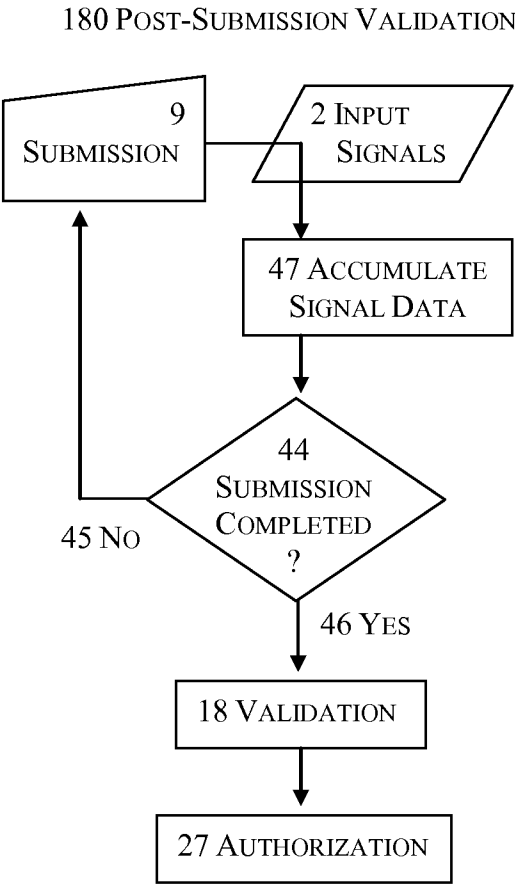 180 POST-SUBMISSION VALIDATION
9
SUBMISSION
2 INPUT
SIGNALS
47 ACCUMULATE
SIGNAL DATA
44
SUBMISSION
COMPLETED
?
45 NO
46 YES
18 VALIDATION
27 AUTHORIZATION